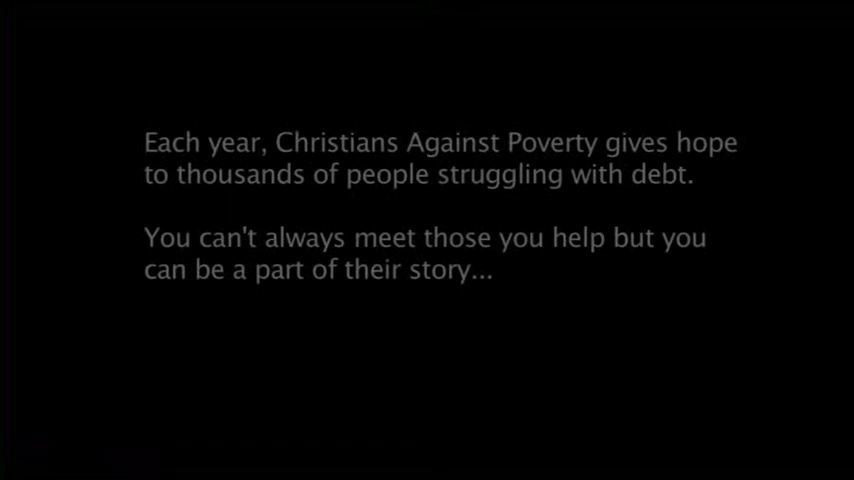 Each year, Christians Against Poverty gives hope
to thousands of people struggling with debt.
You can't always meet those you help but you
can be a part of their story...